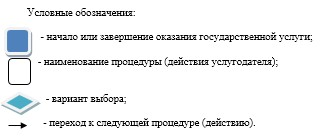 Условные обозначения:
- начало или завершение оказания государственной услуги;
- наименование процедуры (действия услугодателя);
- вариант выбора;
- переход к следующей процедуре (действию).